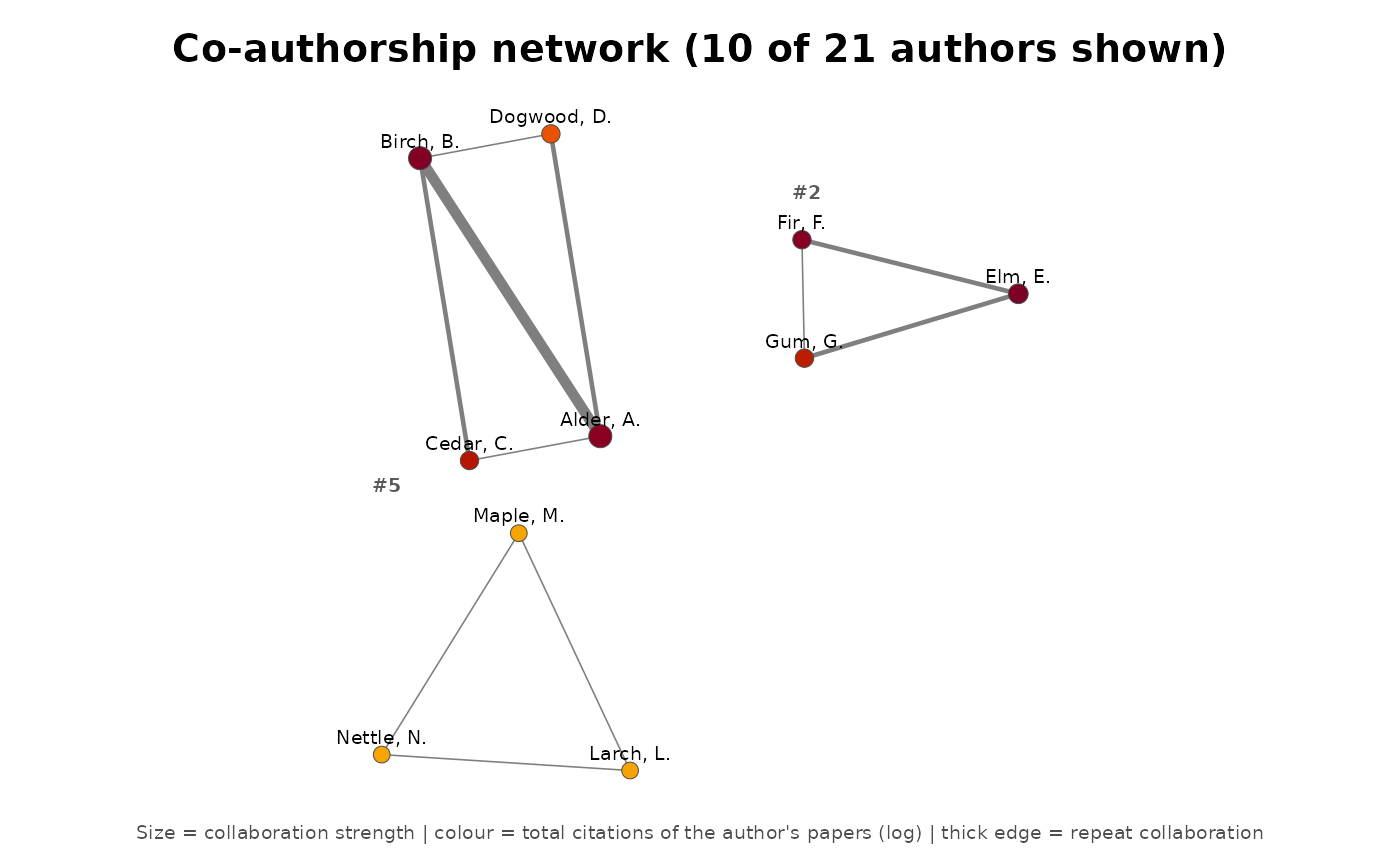 Co-authorship network (10 of 21 authors shown)
Dogwood, D.
Birch, B.
#2
Fir, F.
Elm, E.
Gum, G.
Alder, A.
Cedar, C.
#5
Maple, M.
Nettle, N.
Larch, L.
Size = collaboration strength | colour = total citations of the author's papers (log) | thick edge = repeat collaboration